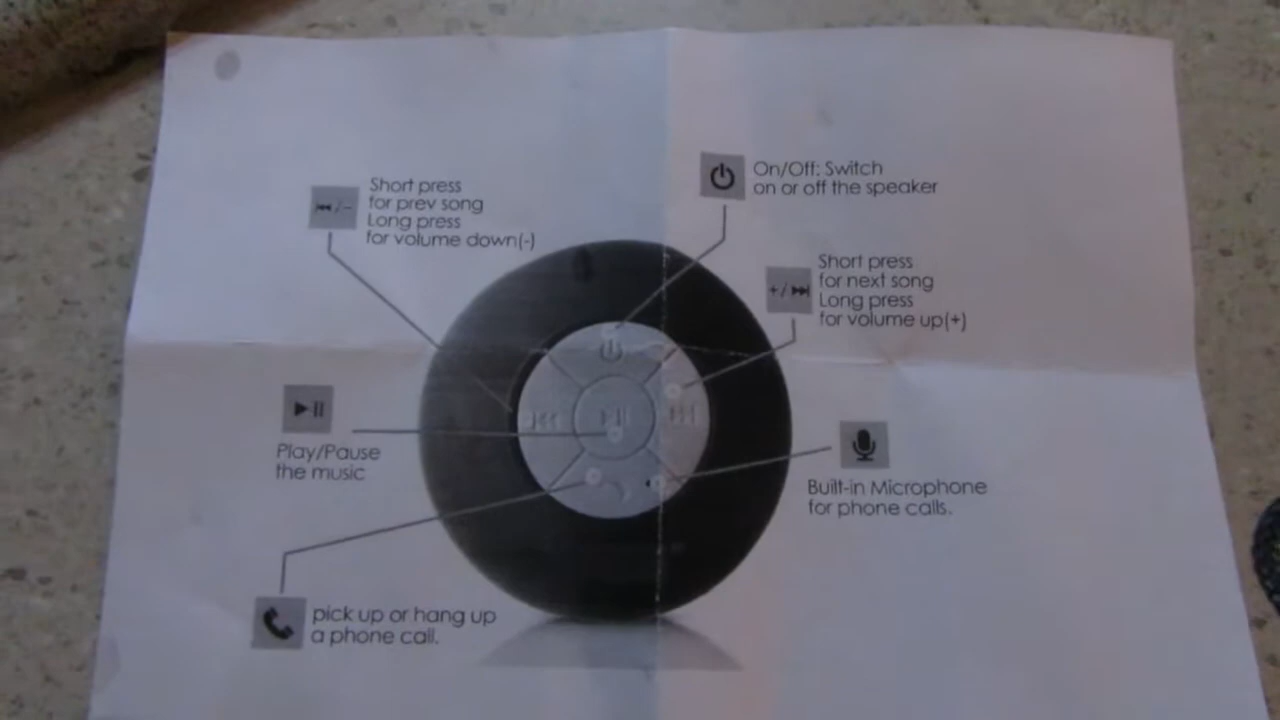 Short press
for prev song
Long press
for volume down(-)
On/Off: Switch
on or off the speaker
Short press
for next song
Long press
for volume up(+)
Play/Pause
the music
Built-in Microphone
for phone calls.
pick up or hang up
a phone call.